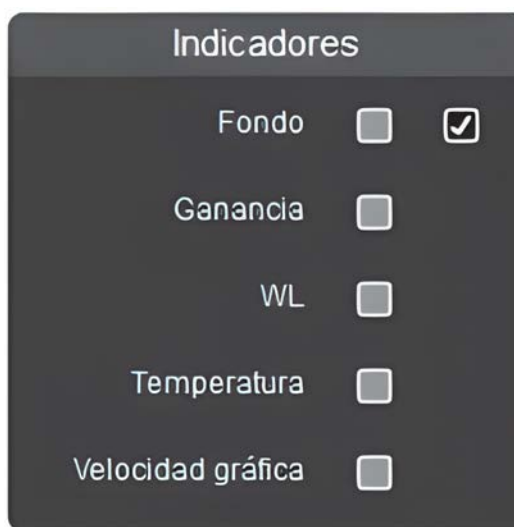 Indicadores
Fondo
Ganancia
WL
Temperatura
Velocidad gráfica